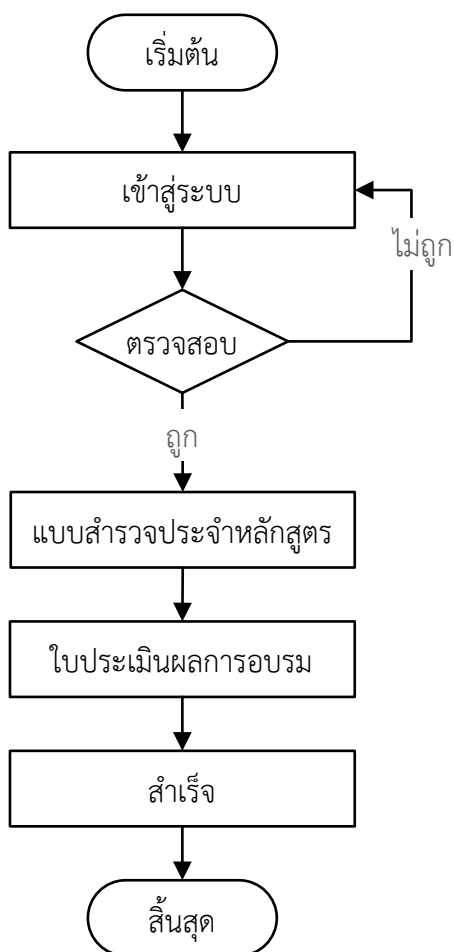 เริ่มต้น
เข้าสู่ระบบ
ไม่ถูก
ตรวจสอบ
ถูก
แบบสำรวจประจำหลักสูตร
ใบประเมินผลการอบรม
สำเร็จ
สิ้นสุด